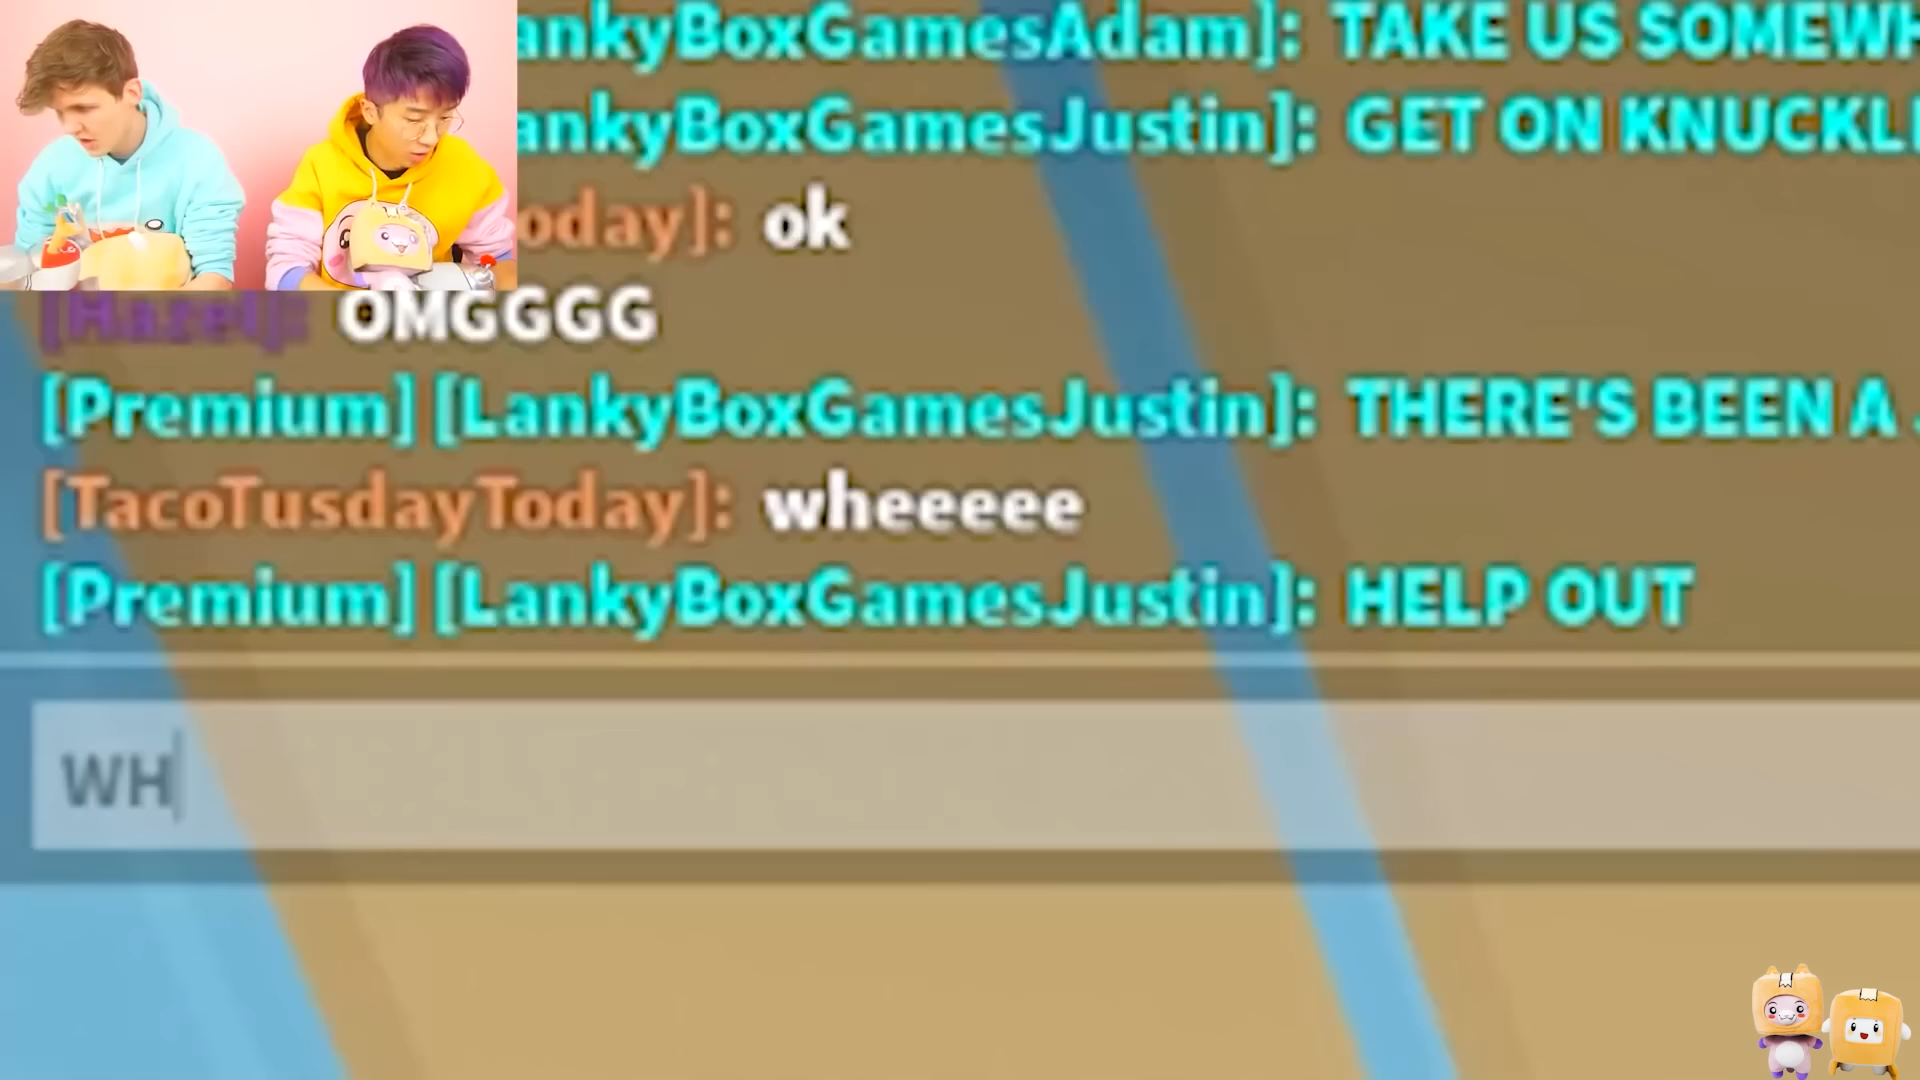 ankyBoxGamesAdam]: TAKE US SOMEWH
ankyBoxGamesJustin]: GET ON KNUCKL
oday]: ok
[Hazel]: OMGGGG
[Premium] [LankyBoxGamesJustin]: THERE'S BEEN A
[TacoTusdayToday]: wheeeee
[Premium] [LankyBoxGamesJustin]: HELP OUT
WH